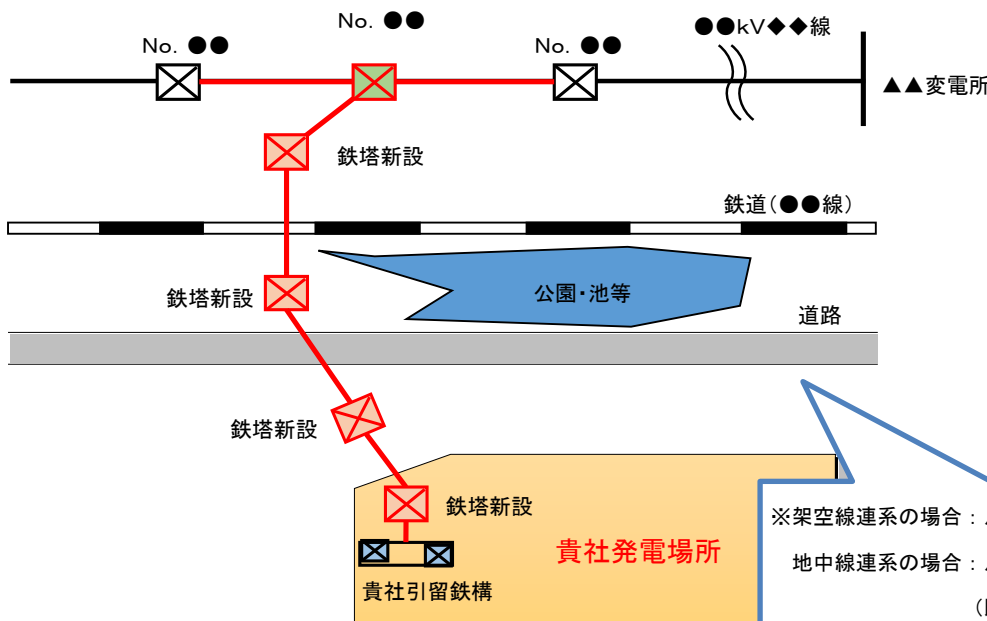 No. ●●
No. ●●
No. ●●
●●kV◆◆線
▲▲変電所
鉄塔新設
鉄道(●●線)
鉄塔新設
公園・池等
道路
鉄塔新設
鉄塔新設
貴社発電場所
貴社引留鉄構
※架空線連系の場合:
地中線連系の場合: